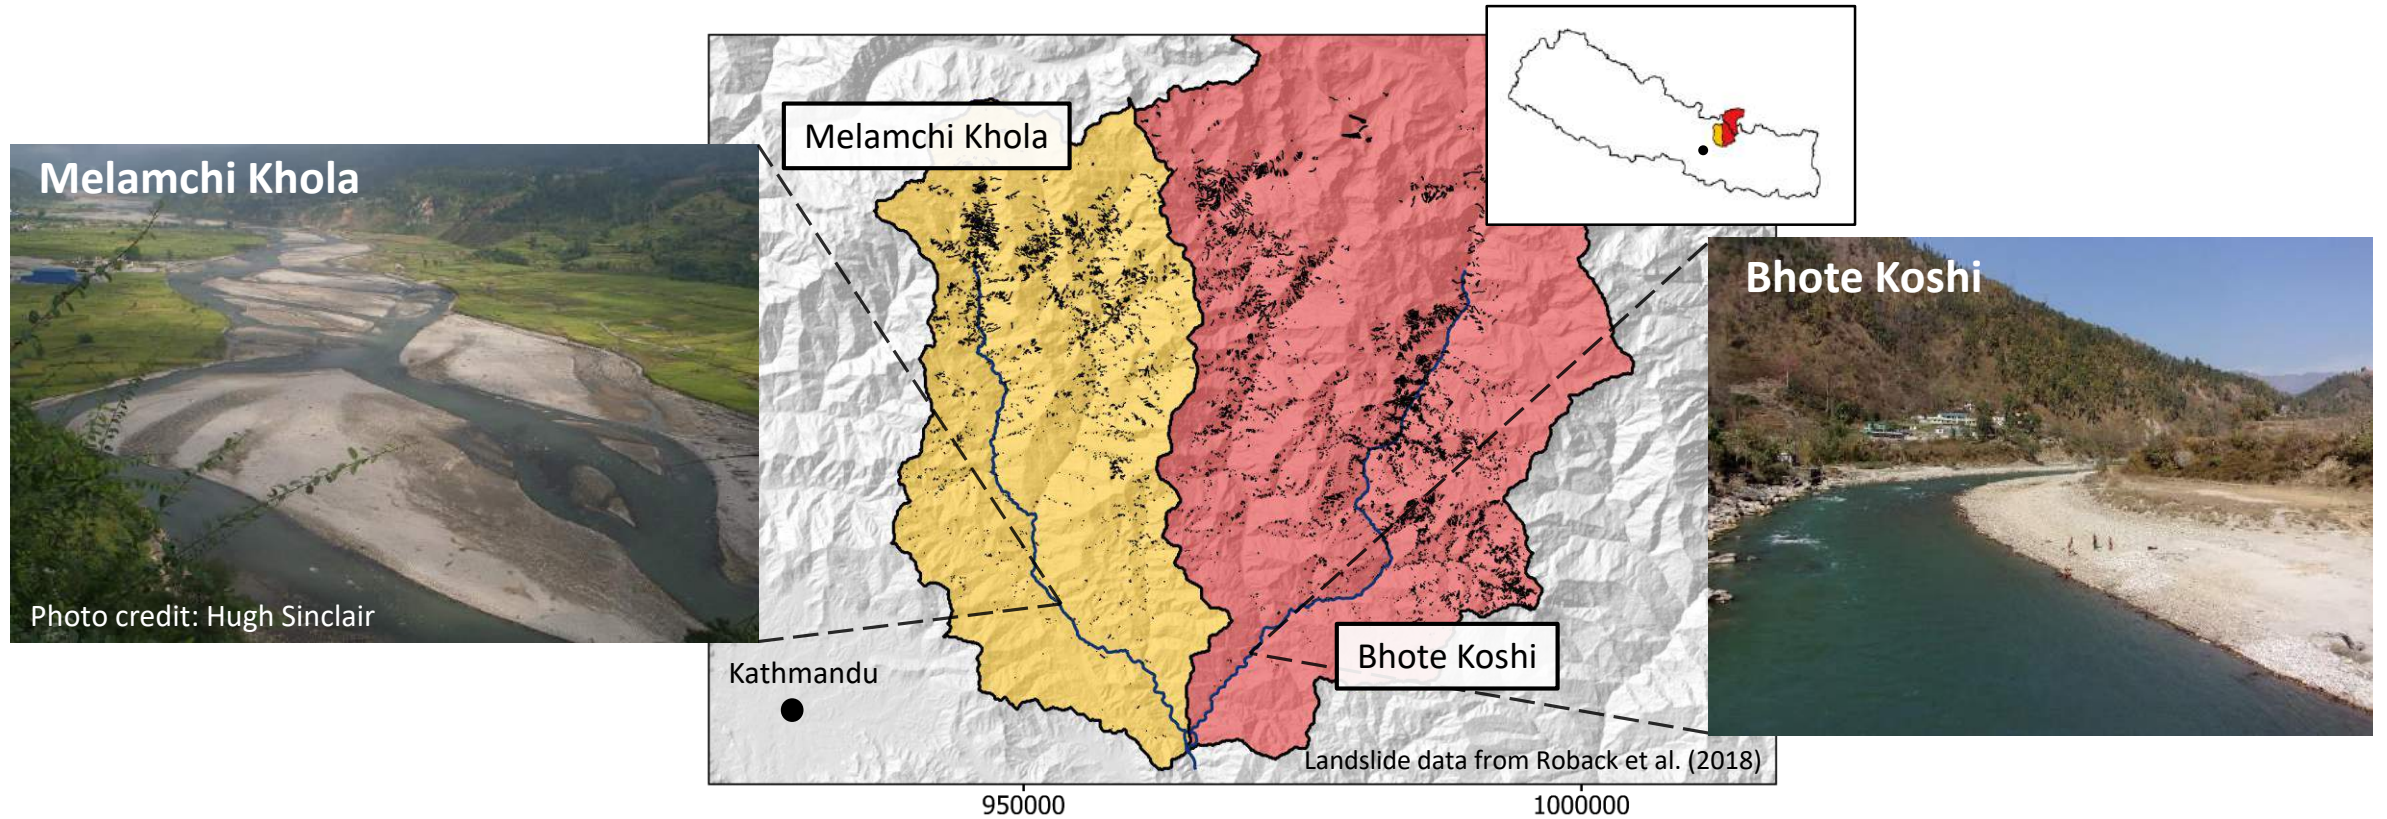 Melamchi Khola
Melamchi Khola
Bhote Koshi
Photo credit: Hugh Sinclair
Kathmandu
Bhote Koshi
Landslide data from Roback et al. (2018)
950000
1000000